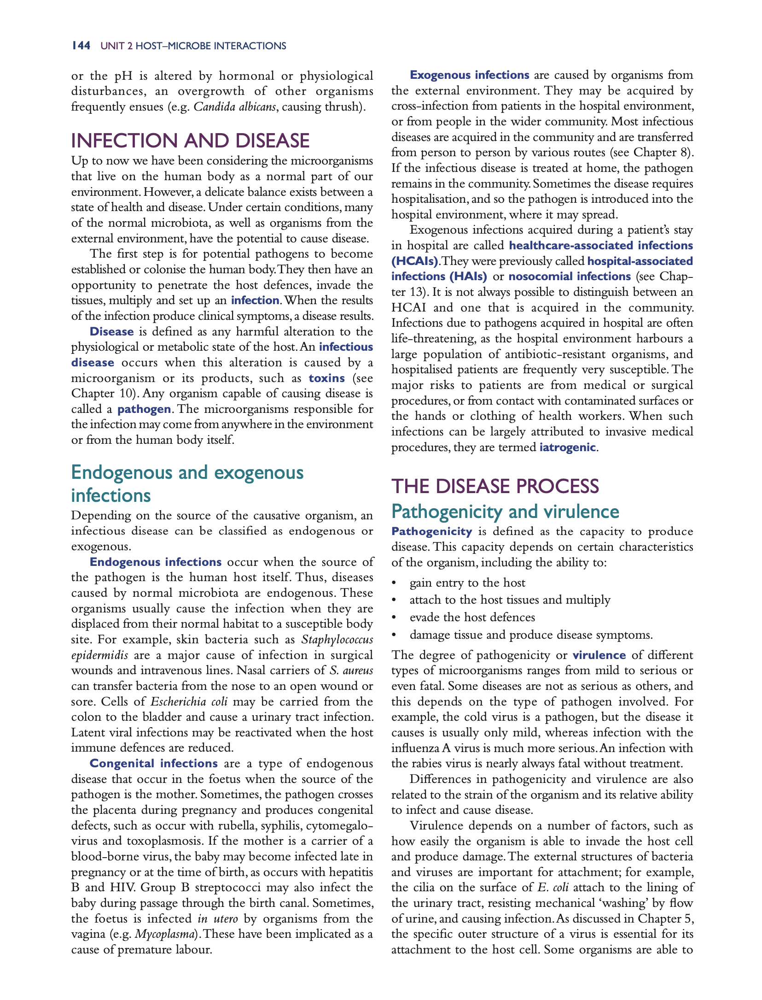 144 UNIT 2 HOST–MICROBE INTERACTIONS
or the pH is altered by hormonal or physiological
disturbances, an overgrowth of other organisms
frequently ensues (e.g. Candida albicans, causing thrush).
INFECTION AND DISEASE
Up to now we have been considering the microorganisms
that live on the human body as a normal part of our
environment. However, a delicate balance exists between a
state of health and disease. Under certain conditions, many
of the normal microbiota, as well as organisms from the
external environment, have the potential to cause disease.
The first step is for potential pathogens to become
established or colonise the human body. They then have an
opportunity to penetrate the host defences, invade the
tissues, multiply and set up an infection. When the results
of the infection produce clinical symptoms, a disease results.
Disease is defined as any harmful alteration to the
physiological or metabolic state of the host. An infectious
disease occurs when this alteration is caused by a
microorganism or its products, such as toxins (see
Chapter 10). Any organism capable of causing disease is
called a pathogen. The microorganisms responsible for
the infection may come from anywhere in the environment
or from the human body itself.
Endogenous and exogenous
infections
Depending on the source of the causative organism, an
infectious disease can be classified as endogenous or
exogenous.
Endogenous infections occur when the source of
the pathogen is the human host itself. Thus, diseases
caused by normal microbiota are endogenous. These
organisms usually cause the infection when they are
displaced from their normal habitat to a susceptible body
site. For example, skin bacteria such as Staphylococcus
epidermidis are a major cause of infection in surgical
wounds and intravenous lines. Nasal carriers of S. aureus
can transfer bacteria from the nose to an open wound or
sore. Cells of Escherichia coli may be carried from the
colon to the bladder and cause a urinary tract infection.
Latent viral infections may be reactivated when the host
immune defences are reduced.
Congenital infections are a type of endogenous
disease that occur in the foetus when the source of the
pathogen is the mother. Sometimes, the pathogen crosses
the placenta during pregnancy and produces congenital
defects, such as occur with rubella, syphilis, cytomegalo-
virus and toxoplasmosis. If the mother is a carrier of a
blood-borne virus, the baby may become infected late in
pregnancy or at the time of birth, as occurs with hepatitis
B and HIV. Group B streptococci may also infect the
baby during passage through the birth canal. Sometimes,
the foetus is infected in utero by organisms from the
vagina (e.g. Mycoplasma). These have been implicated as a
cause of premature labour.
Exogenous infections are caused by organisms from
the external environment. They may be acquired by
cross-infection from patients in the hospital environment,
or from people in the wider community. Most infectious
diseases are acquired in the community and are transferred
from person to person by various routes (see Chapter 8).
If the infectious disease is treated at home, the pathogen
remains in the community. Sometimes the disease requires
hospitalisation, and so the pathogen is introduced into the
hospital environment, where it may spread.
Exogenous infections acquired during a patient’s stay
in hospital are called healthcare-associated infections
(HCAIs). They were previously called hospital-associated
infections (HAIs) or nosocomial infections (see Chap-
ter 13). It is not always possible to distinguish between an
HCAI and one that is acquired in the community.
Infections due to pathogens acquired in hospital are often
life-threatening, as the hospital environment harbours a
large population of antibiotic-resistant organisms, and
hospitalised patients are frequently very susceptible. The
major risks to patients are from medical or surgical
procedures, or from contact with contaminated surfaces or
the hands or clothing of health workers. When such
infections can be largely attributed to invasive medical
procedures, they are termed iatrogenic.
THE DISEASE PROCESS
Pathogenicity and virulence
Pathogenicity is defined as the capacity to produce
disease. This capacity depends on certain characteristics
of the organism, including the ability to:
• gain entry to the host
• attach to the host tissues and multiply
• evade the host defences
• damage tissue and produce disease symptoms.
The degree of pathogenicity or virulence of different
types of microorganisms ranges from mild to serious or
even fatal. Some diseases are not as serious as others, and
this depends on the type of pathogen involved. For
example, the cold virus is a pathogen, but the disease it
causes is usually only mild, whereas infection with the
influenza A virus is much more serious. An infection with
the rabies virus is nearly always fatal without treatment.
Differences in pathogenicity and virulence are also
related to the strain of the organism and its relative ability
to infect and cause disease.
Virulence depends on a number of factors, such as
how easily the organism is able to invade the host cell
and produce damage. The external structures of bacteria
and viruses are important for attachment; for example,
the cilia on the surface of E. coli attach to the lining of
the urinary tract, resisting mechanical ‘washing’ by flow
of urine, and causing infection. As discussed in Chapter 5,
the specific outer structure of a virus is essential for its
attachment to the host cell. Some organisms are able to